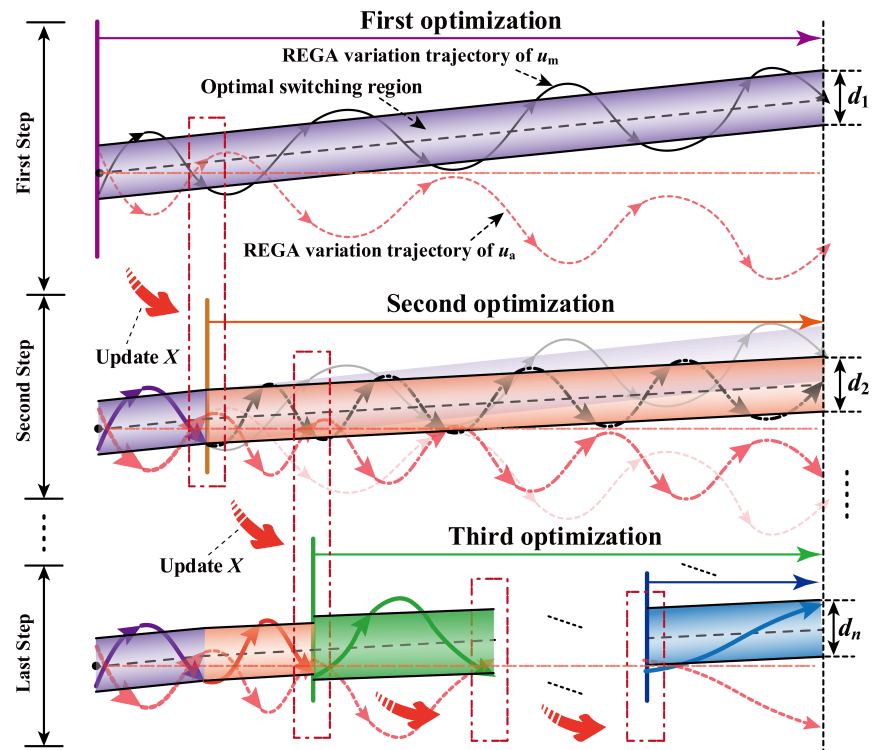 First optimization
REGA variation trajectory of um
Optimal switching region
d1
First Step
REGA variation trajectory of ua
Second optimization
Update X
Second Step
d2
Third optimization
Update X
Last Step
dn